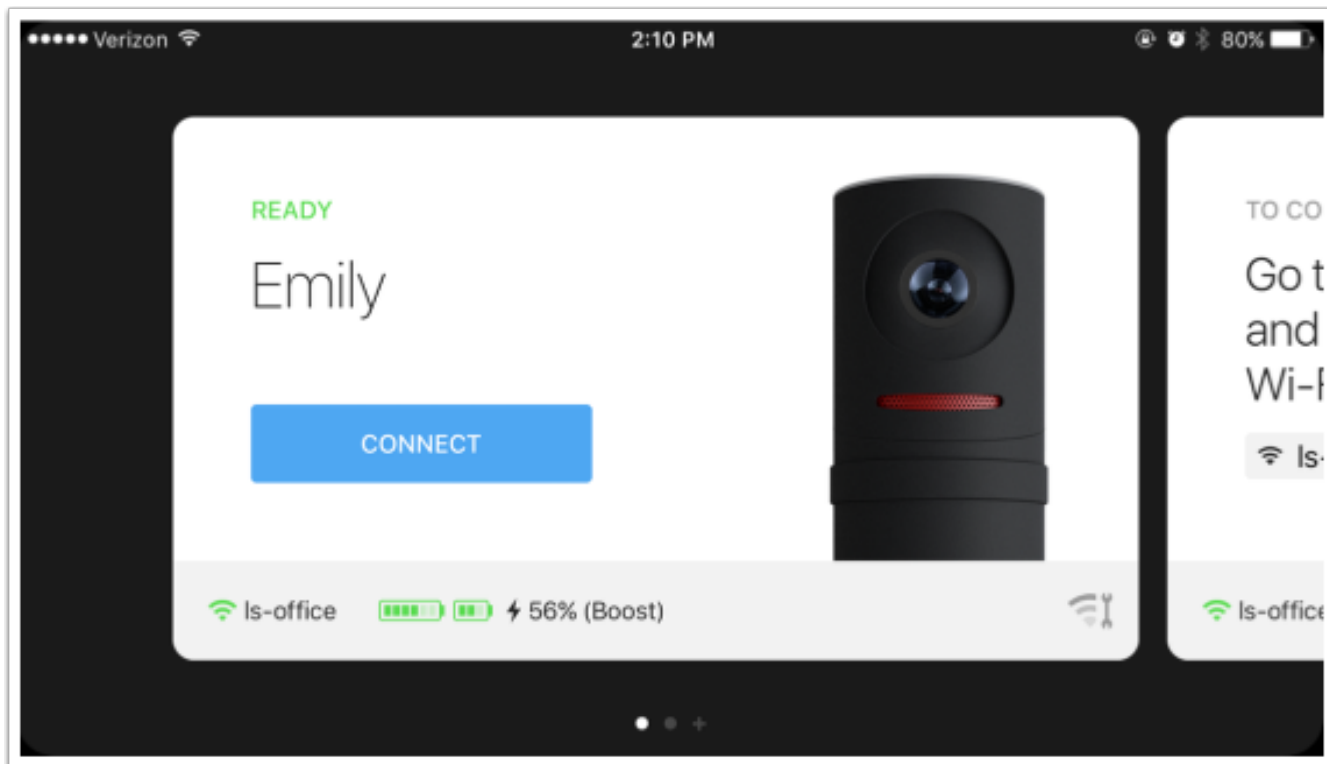 Verizon 2:10 PM 80%
READY
Emily
CONNECT
ls-office 56% (Boost)
TO CO
Go t
and
Wi-F
ls-
ls-office